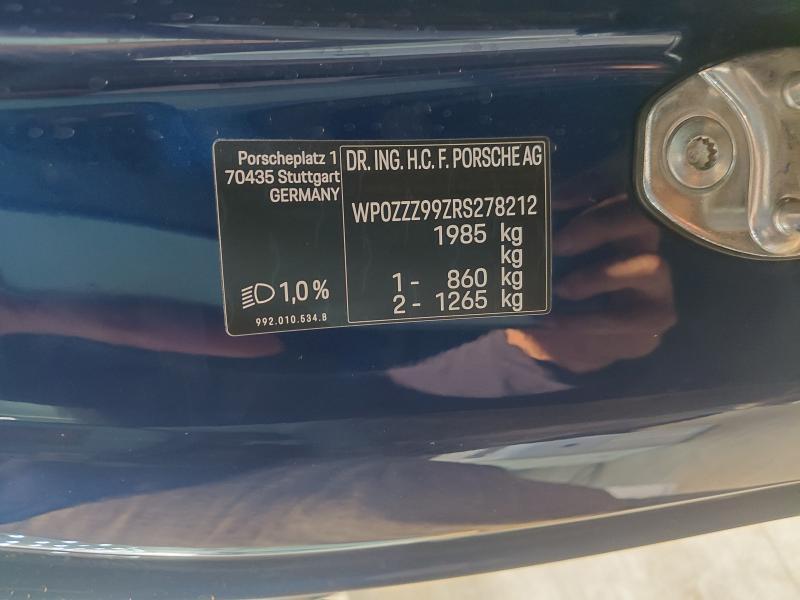 Porscheplatz 1
70435 Stuttgart
GERMANY
1,0%
992.010.534.B
DR. ING. H.C. F. PORSCHE AG
WP0ZZZ99ZRS278212
1985 kg
kg
1 - 860 kg
2 - 1265 kg